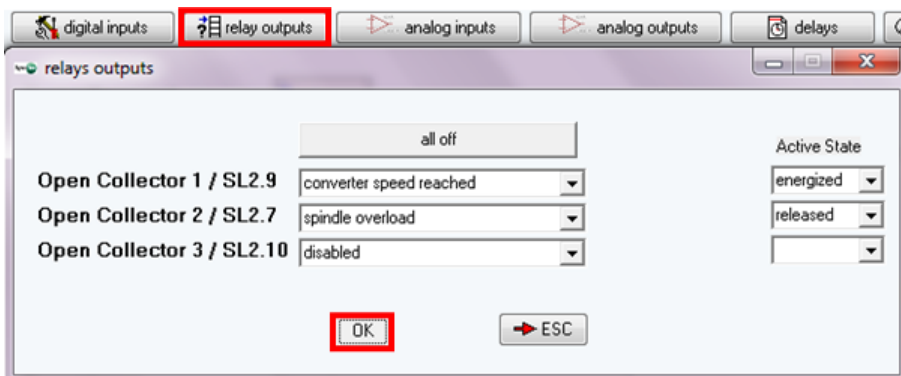 digital inputs relay outputs analog inputs analog outputs delays
relays outputs
all off
Active State
Open Collector 1 / SL2.9 converter speed reached energized
Open Collector 2 / SL2.7 spindle overload released
Open Collector 3 / SL2.10 disabled
OK ESC